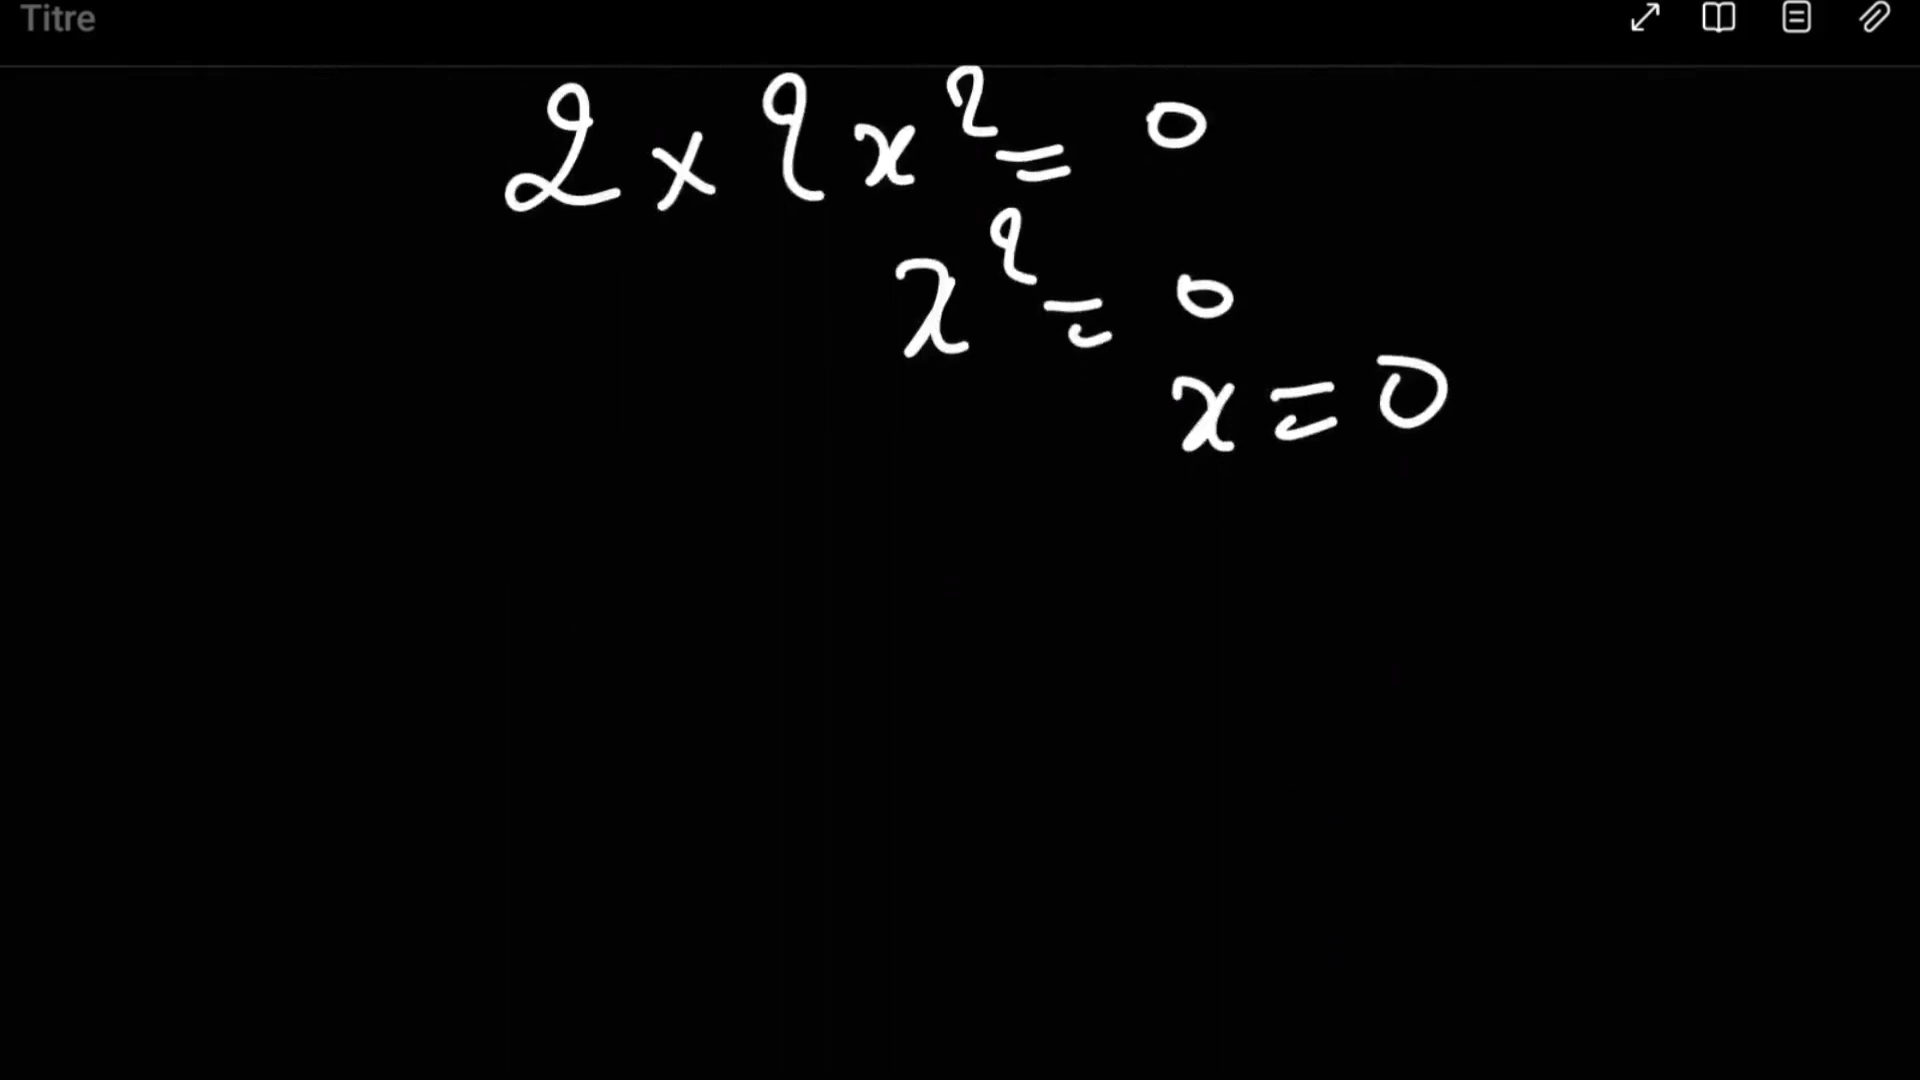 Titre
2 × 2x² = 0
x² = 0
x = 0